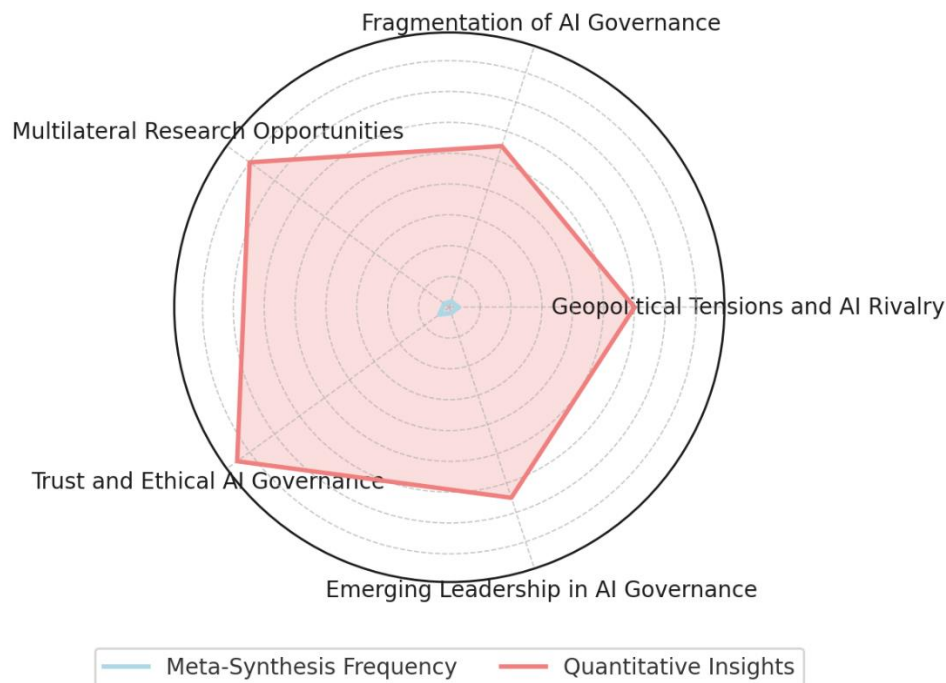 Fragmentation of AI Governance
Multilateral Research Opportunities
Geopolitical Tensions and AI Rivalry
Trust and Ethical AI Governance
Emerging Leadership in AI Governance
Meta-Synthesis Frequency
Quantitative Insights